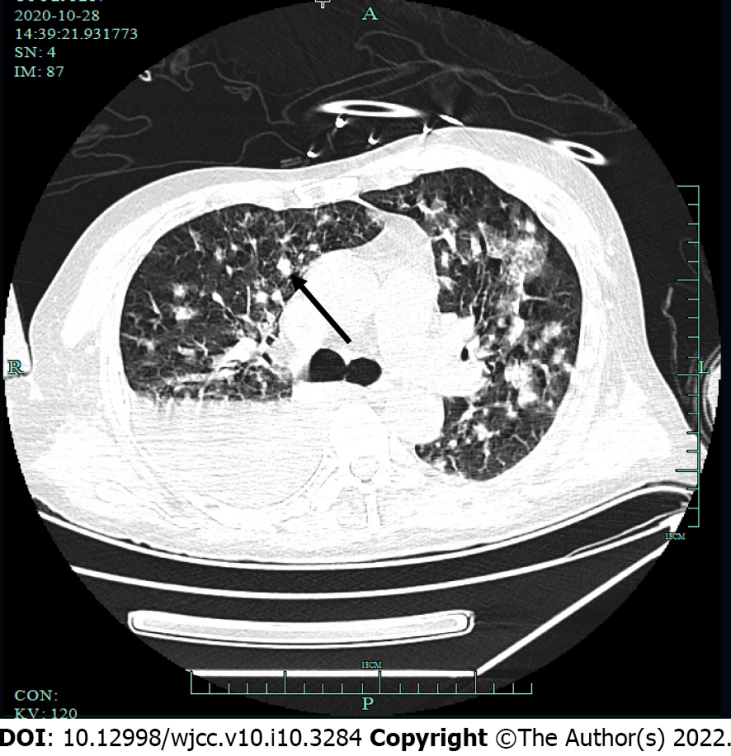 2020-10-28
14:39:21.931773
SN: 4
IM: 87
A
R
L
15CM
15CM
P
CON:
KV: 120
DOI: 10.12998/wjcc.v10.i10.3284 Copyright ©The Author(s) 2022.